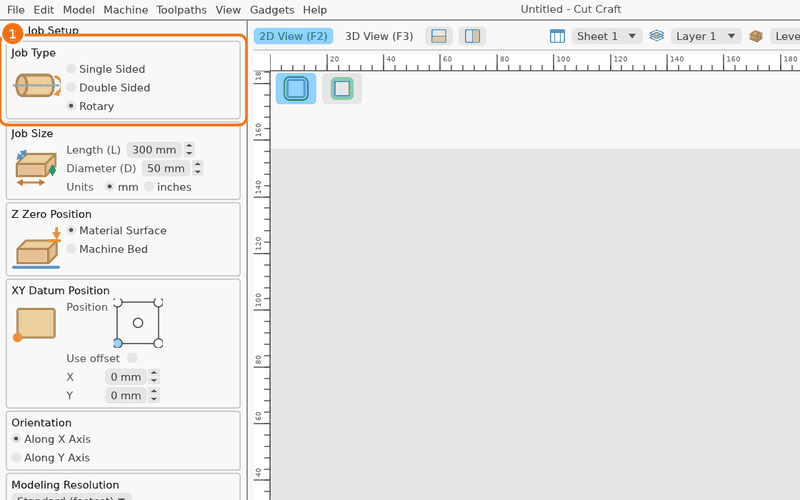 File Edit Model Machine Toolpaths View Gadgets Help Untitled - Cut Craft
1 Job Setup
2D View (F2) 3D View (F3) Sheet 1 Layer 1 Leve
Job Type
Single Sided
Double Sided
Rotary
20 40 60 80 100 120 140 160 180
18
160
140
120
100
80
60
40
Job Size
Length (L) 300 mm
Diameter (D) 50 mm
Units mm inches
Z Zero Position
Material Surface
Machine Bed
XY Datum Position
Position
Use offset
X 0 mm
Y 0 mm
Orientation
Along X Axis
Along Y Axis
Modeling Resolution
Standard (fastest)